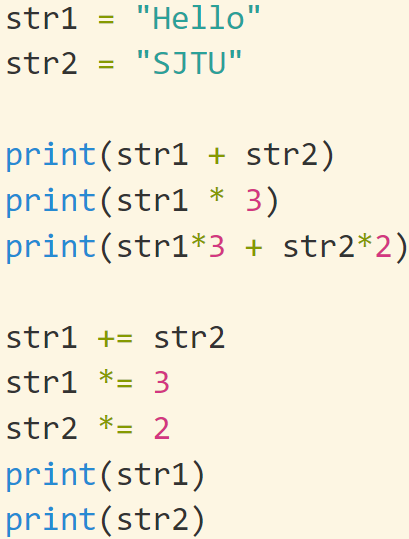 str1 = "Hello"
str2 = "SJTU"
print(str1 + str2)
print(str1 * 3)
print(str1*3 + str2*2)
str1 += str2
str1 *= 3
str2 *= 2
print(str1)
print(str2)